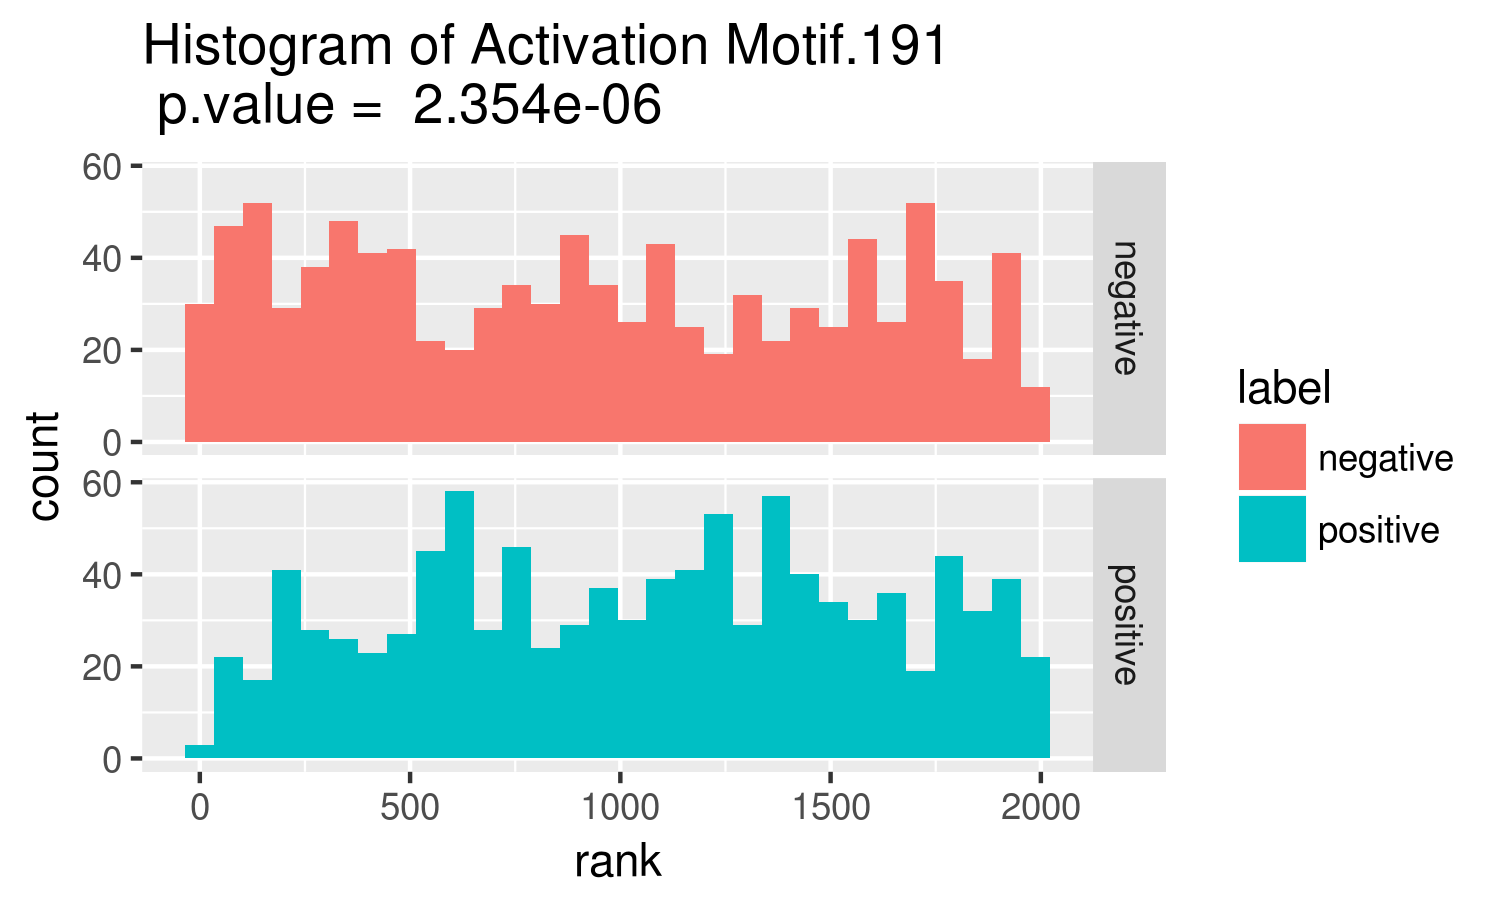 Histogram of Activation Motif.191
p.value = 2.354e-06
60
40
20
0
negative
60
40
20
0
positive
count
0 500 1000 1500 2000
rank
label
negative
positive